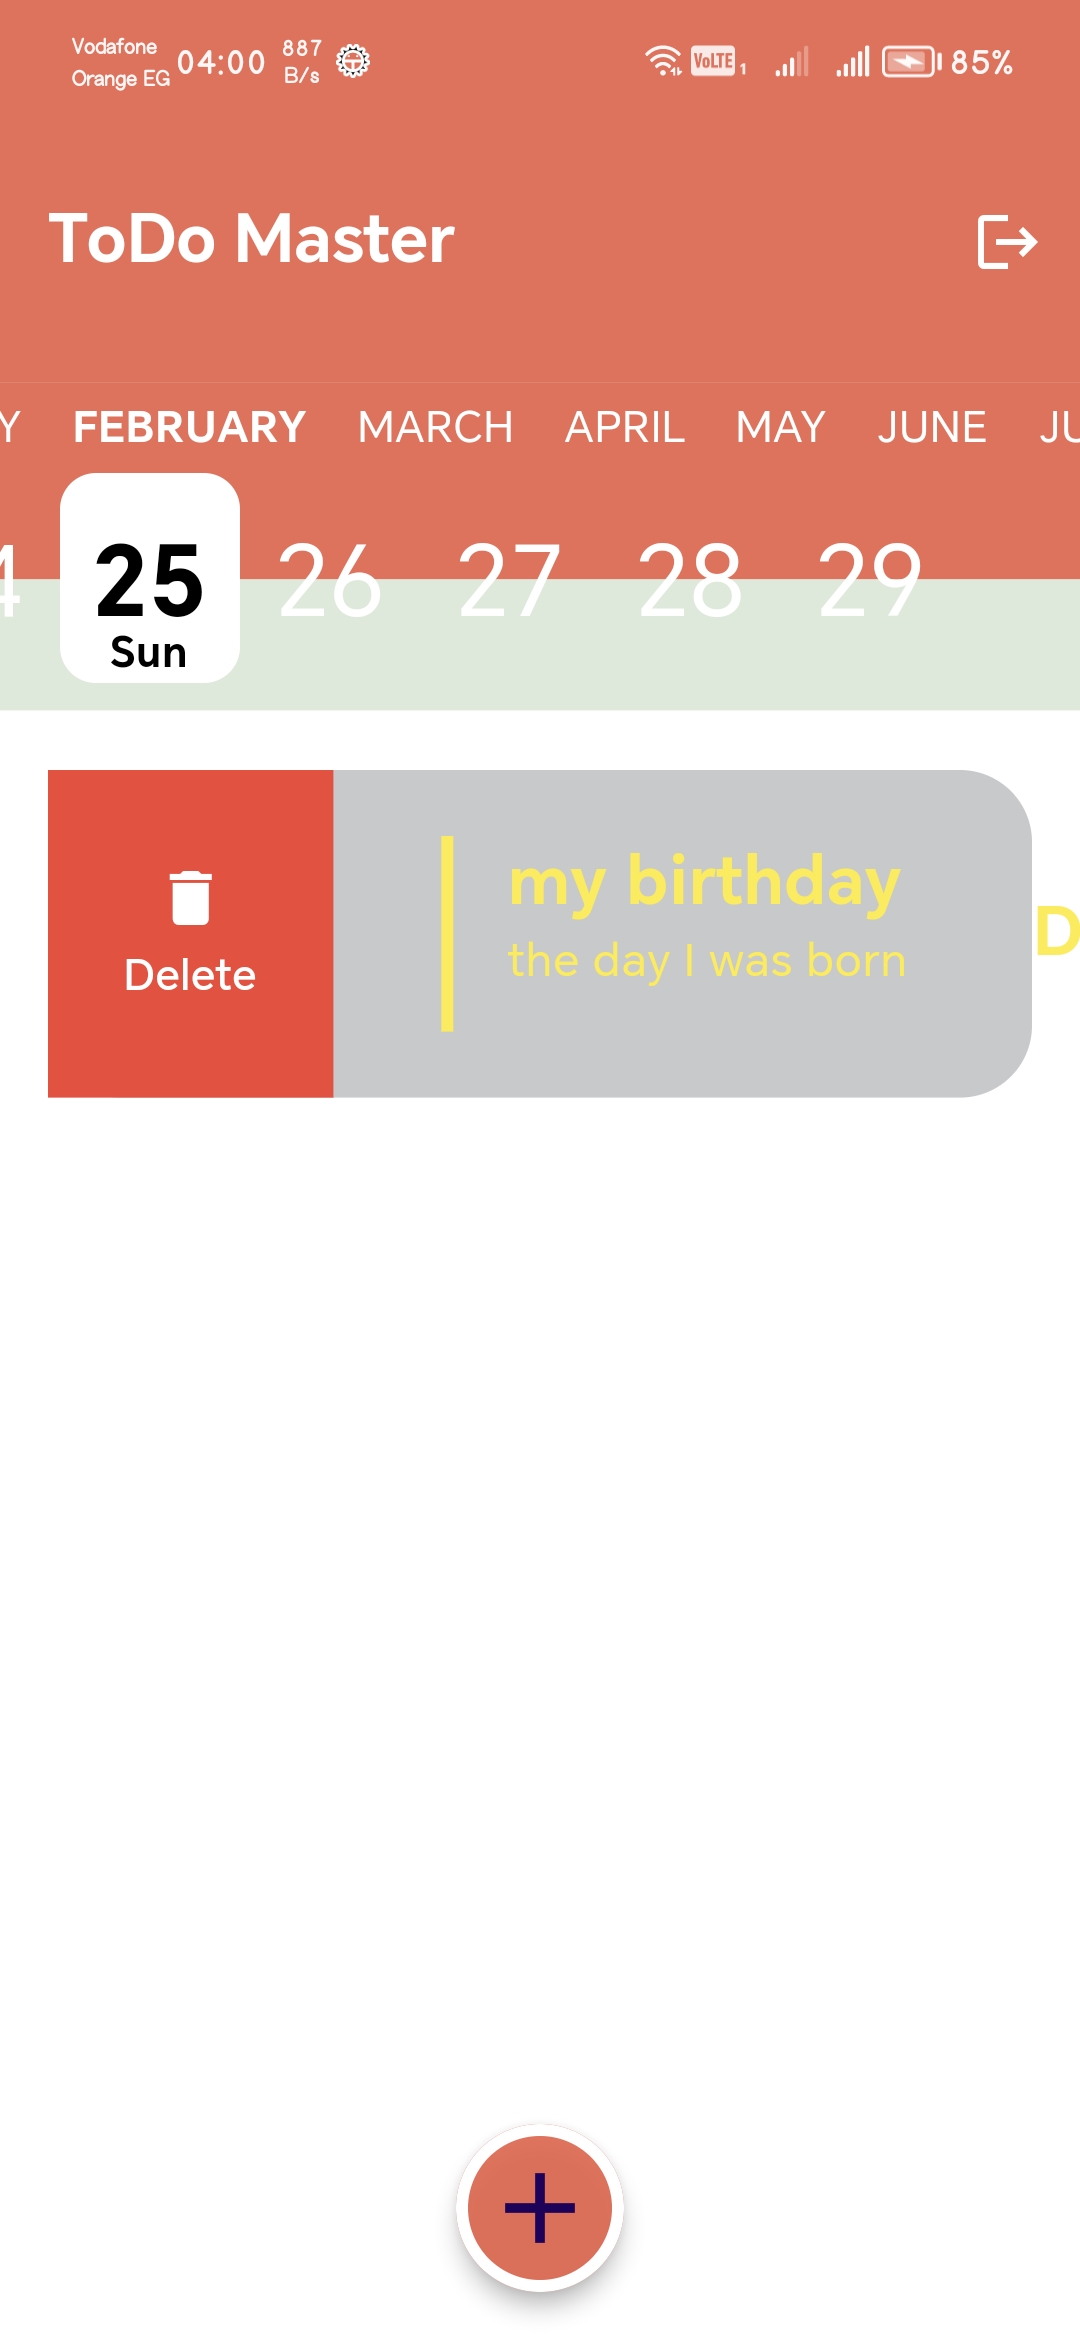 Vodafone
Orange EG
04:00
887
B/s
VoLTE 1
85%
ToDo Master
Y FEBRUARY MARCH APRIL MAY JUNE JU
4 25 26 27 28 29
Sun
my birthday
the day I was born
D
Delete